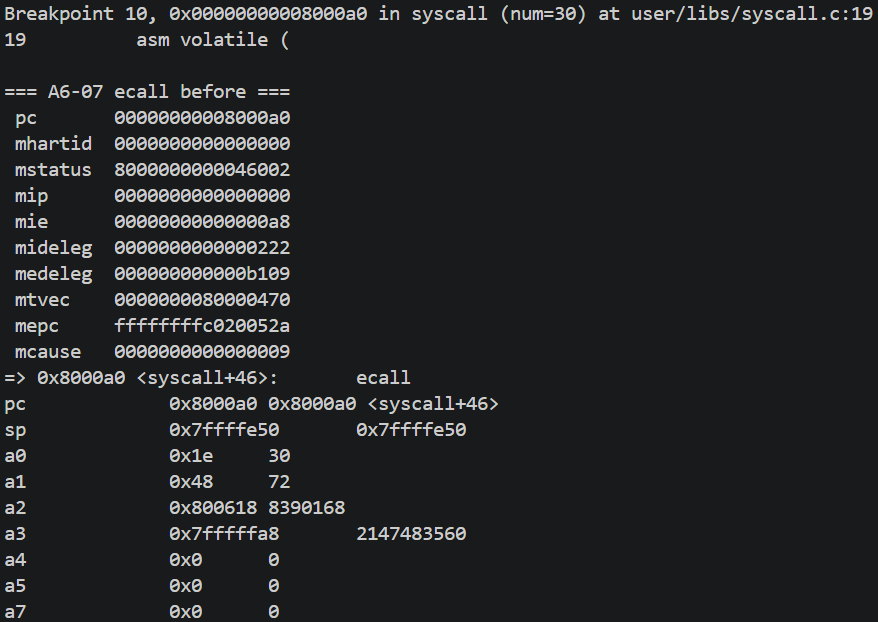 Breakpoint 10, 0x00000000008000a0 in syscall (num=30) at user/libs/syscall.c:19
19          asm volatile (
=== A6-07 ecall before ===
pc       00000000008000a0
mhartid  0000000000000000
mstatus  8000000000046002
mip      0000000000000000
mie      00000000000000a8
mideleg  0000000000000222
medeleg  000000000000b109
mtvec    0000000080000470
mepc     ffffffffc020052a
mcause   0000000000000009
=> 0x8000a0 <syscall+46>:       ecall
pc             0x8000a0 0x8000a0 <syscall+46>
sp             0x7ffffe50       0x7ffffe50
a0             0x1e     30
a1             0x48     72
a2             0x800618 8390168
a3             0x7fffffa8       2147483560
a4             0x0      0
a5             0x0      0
a7             0x0      0